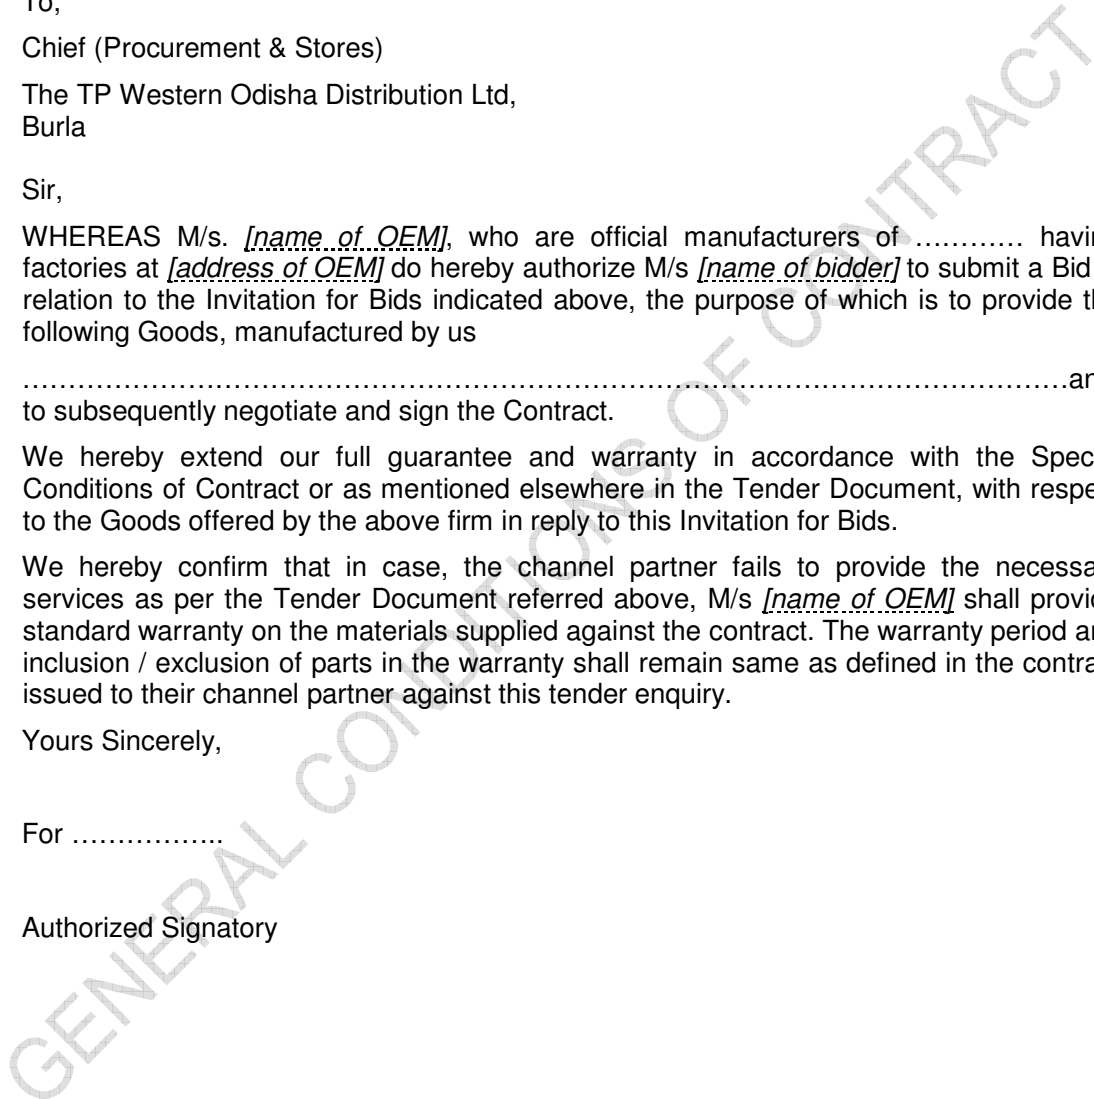 To,
Chief (Procurement & Stores)
The TP Western Odisha Distribution Ltd,
Burla
Sir,
WHEREAS M/s. [name of OEM], who are official manufacturers of ………… havin
factories at [address of OEM] do hereby authorize M/s [name of bidder] to submit a Bid
relation to the Invitation for Bids indicated above, the purpose of which is to provide th
following Goods, manufactured by us
……………………………………………………………………………………………………an
to subsequently negotiate and sign the Contract.
We hereby extend our full guarantee and warranty in accordance with the Spec
Conditions of Contract or as mentioned elsewhere in the Tender Document, with respe
to the Goods offered by the above firm in reply to this Invitation for Bids.
We hereby confirm that in case, the channel partner fails to provide the necessa
services as per the Tender Document referred above, M/s [name of OEM] shall provid
standard warranty on the materials supplied against the contract. The warranty period an
inclusion / exclusion of parts in the warranty shall remain same as defined in the contra
issued to their channel partner against this tender enquiry.
Yours Sincerely,
For ……………..
Authorized Signatory
GENERAL CONDITIONS OF CONTRACT